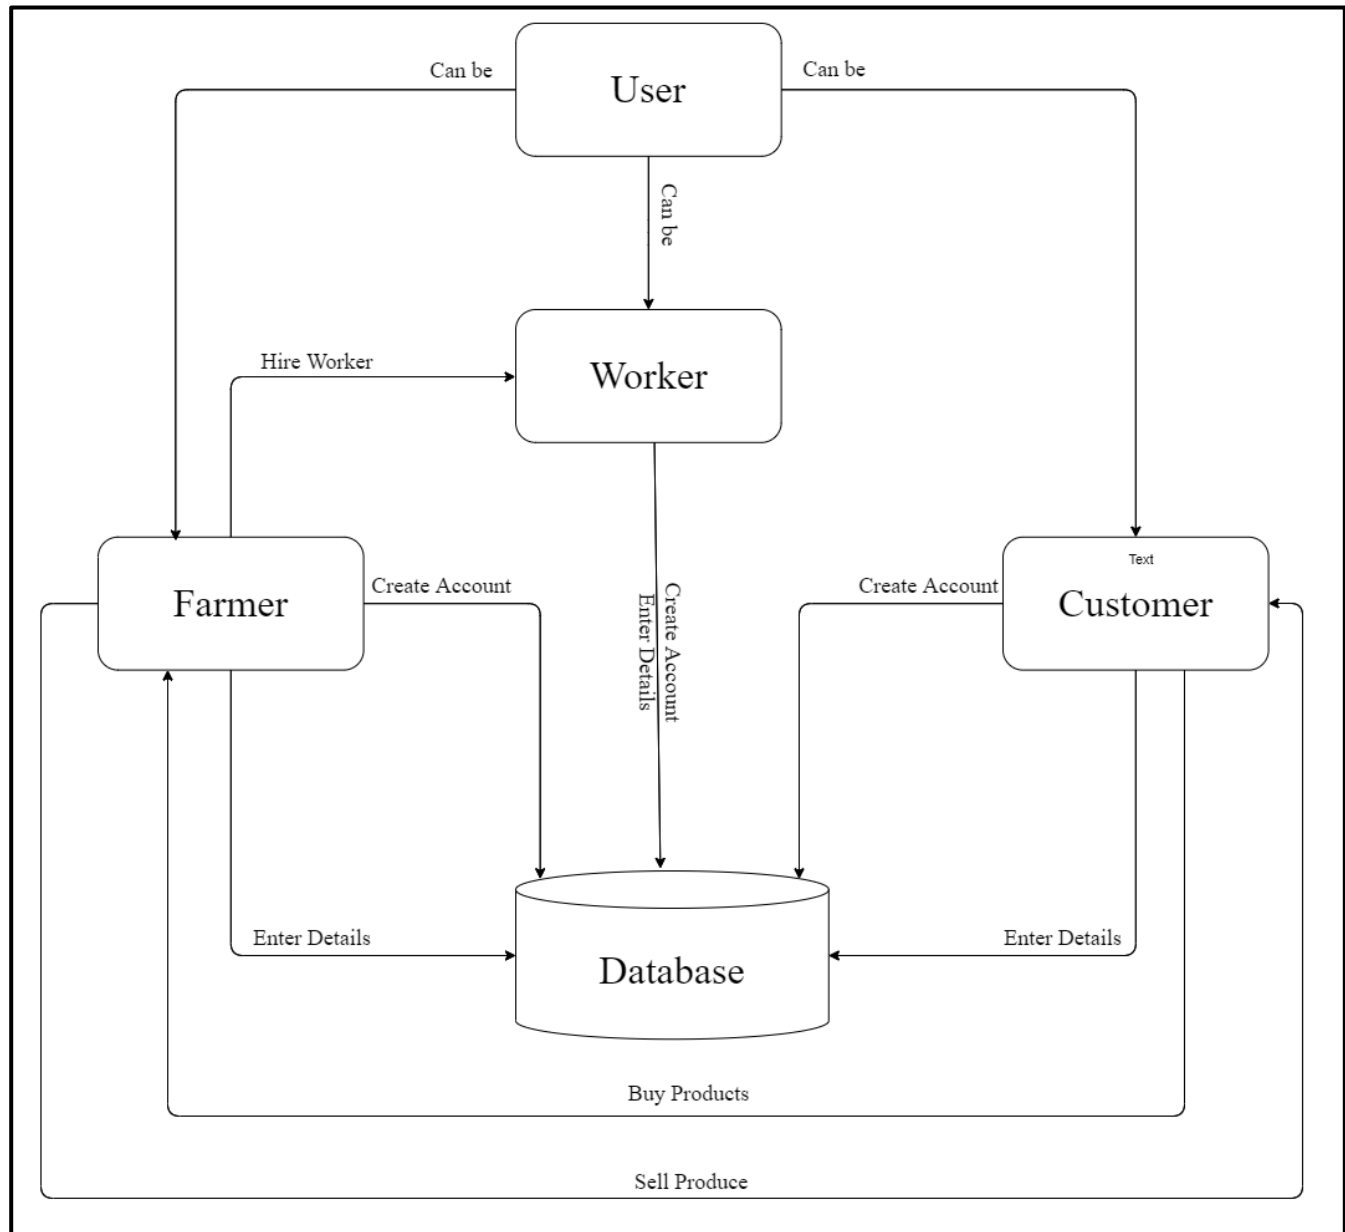 Can be
Can be
User
Can be
Hire Worker
Worker
Text
Create Account
Create Account
Farmer
Customer
Create Account
Enter Details
Enter Details
Enter Details
Database
Buy Products
Sell Produce